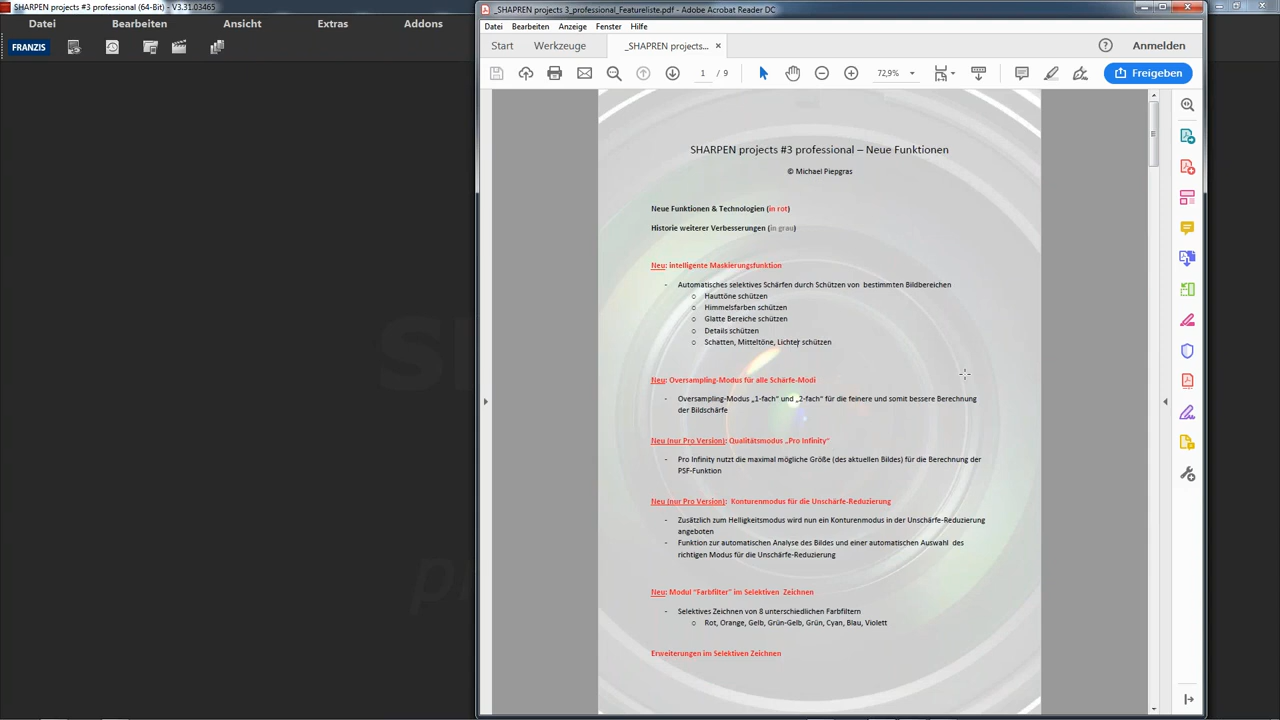 SHARPEN projects #3 professional (64-Bit) - V3.31.03465
Datei Bearbeiten Ansicht Extras Addons
FRANZIS
_SHAPREN projects 3_professional_Featureliste.pdf - Adobe Acrobat Reader DC
Datei Bearbeiten Anzeige Fenster Hilfe
Start Werkzeuge _SHAPREN projects... × Anmelden
1 / 9 72,9% Freigeben
SHARPEN projects #3 professional – Neue Funktionen
© Michael Piepgras
Neue Funktionen & Technologien (in rot)
Historie weiterer Verbesserungen (in grau)
Neu: intelligente Maskierungsfunktion
- Automatisches selektives Schärfen durch Schützen von bestimmten Bildbereichen
o Hauttöne schützen
o Himmelsfarben schützen
o Glatte Bereiche schützen
o Details schützen
o Schatten, Mitteltöne, Lichter schützen
Neu: Oversampling-Modus für alle Schärfe-Modi
- Oversampling-Modus „1-fach“ und „2-fach“ für die feinere und somit bessere Berechnung
der Bildschärfe
Neu (nur Pro Version): Qualitätsmodus „Pro Infinity“
- Pro Infinity nutzt die maximal mögliche Größe (des aktuellen Bildes) für die Berechnung der
PSF-Funktion
Neu (nur Pro Version): Konturenmodus für die Unschärfe-Reduzierung
- Zusätzlich zum Helligkeitsmodus wird nun ein Konturenmodus in der Unschärfe-Reduzierung
angeboten
- Funktion zur automatischen Analyse des Bildes und einer automatischen Auswahl des
richtigen Modus für die Unschärfe-Reduzierung
Neu: Modul "Farbfilter" im Selektiven Zeichnen
- Selektives Zeichnen von 8 unterschiedlichen Farbfiltern
o Rot, Orange, Gelb, Grün-Gelb, Grün, Cyan, Blau, Violett
Erweiterungen im Selektiven Zeichnen